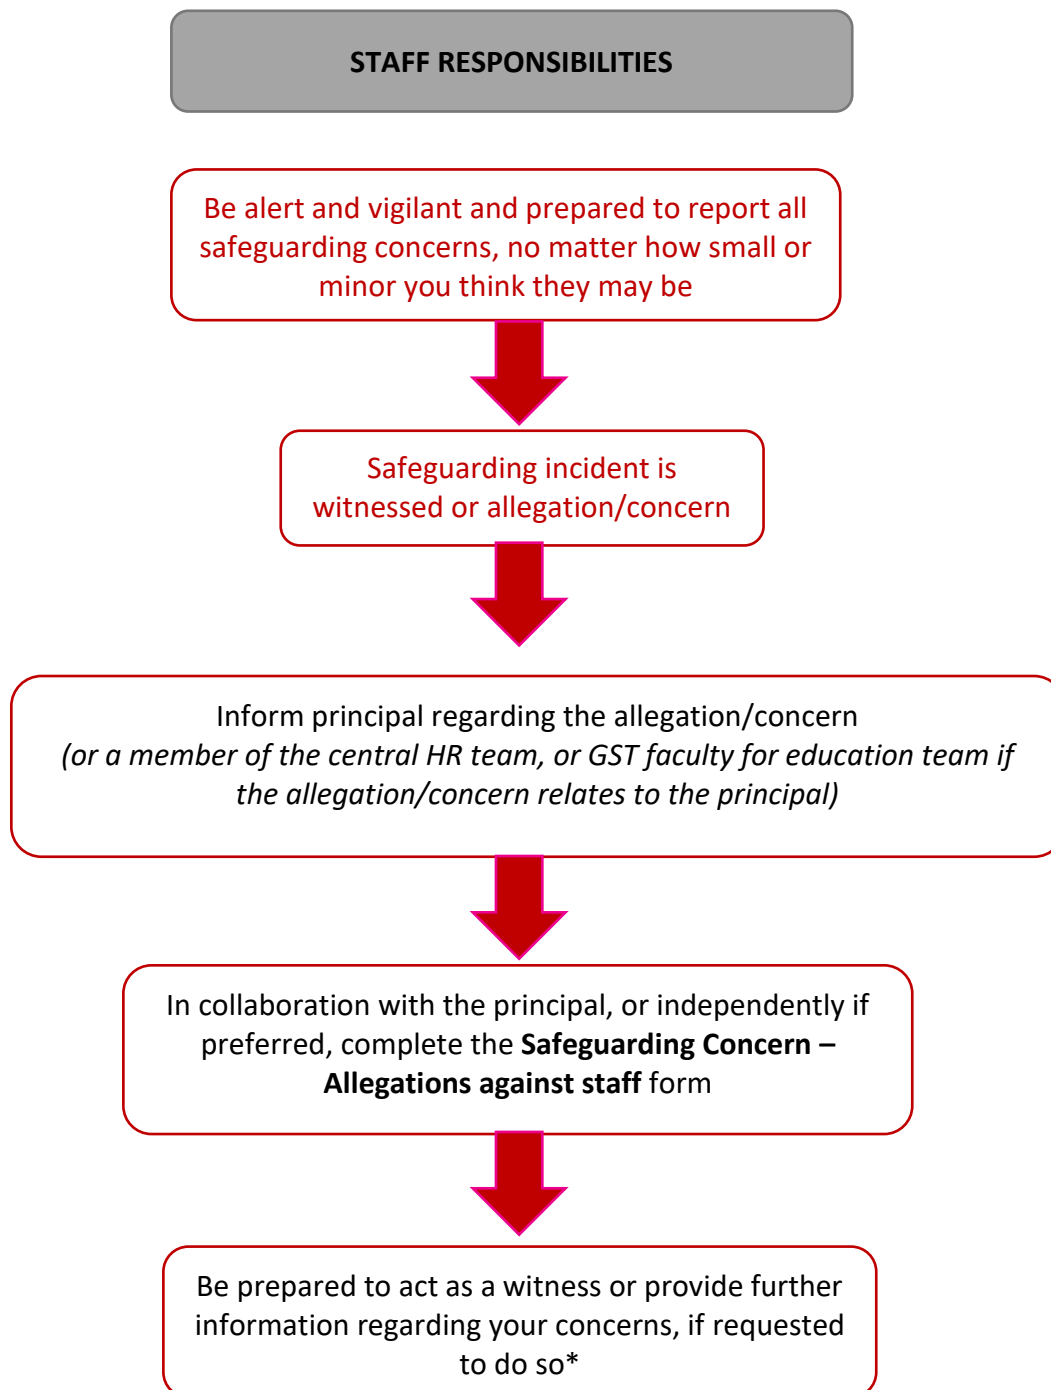 STAFF RESPONSIBILITIES
Be alert and vigilant and prepared to report all
safeguarding concerns, no matter how small or
minor you think they may be
Safeguarding incident is
witnessed or allegation/concern
Inform principal regarding the allegation/concern
(or a member of the central HR team, or GST faculty for education team if
the allegation/concern relates to the principal)
In collaboration with the principal, or independently if
preferred, complete the Safeguarding Concern –
Allegations against staff form
Be prepared to act as a witness or provide further
information regarding your concerns, if requested
to do so*